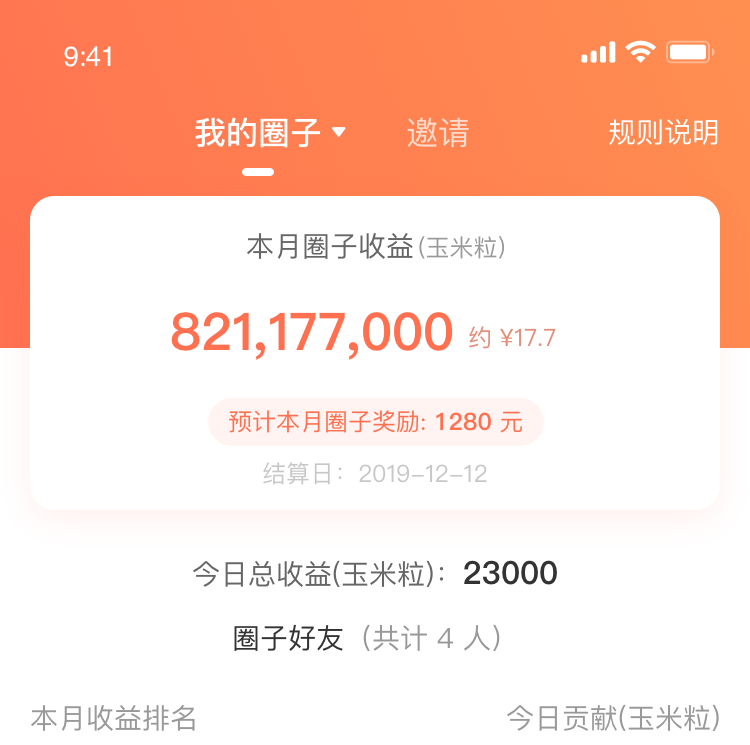 9:41
我的圈子 邀请 规则说明
本月圈子收益(玉米粒)
821,177,000 约 ¥17.7
预计本月圈子奖励: 1280 元
结算日：2019-12-12
今日总收益(玉米粒)：23000
圈子好友（共计 4 人）
本月收益排名 今日贡献(玉米粒)